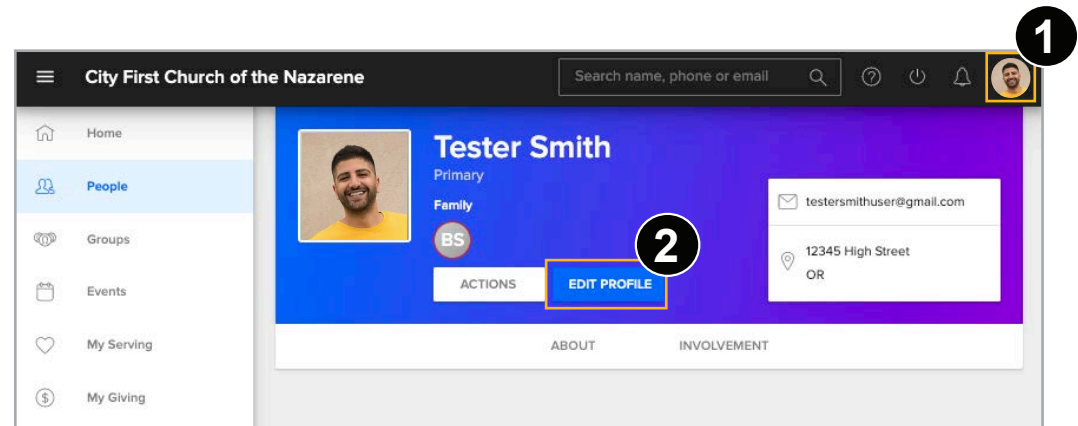 1
City First Church of the Nazarene
Search name, phone or email
Home
People
Groups
Events
My Serving
My Giving
Tester Smith
Primary
Family
BS
2
ACTIONS
EDIT PROFILE
testersmithuser@gmail.com
12345 High Street
OR
ABOUT
INVOLVEMENT